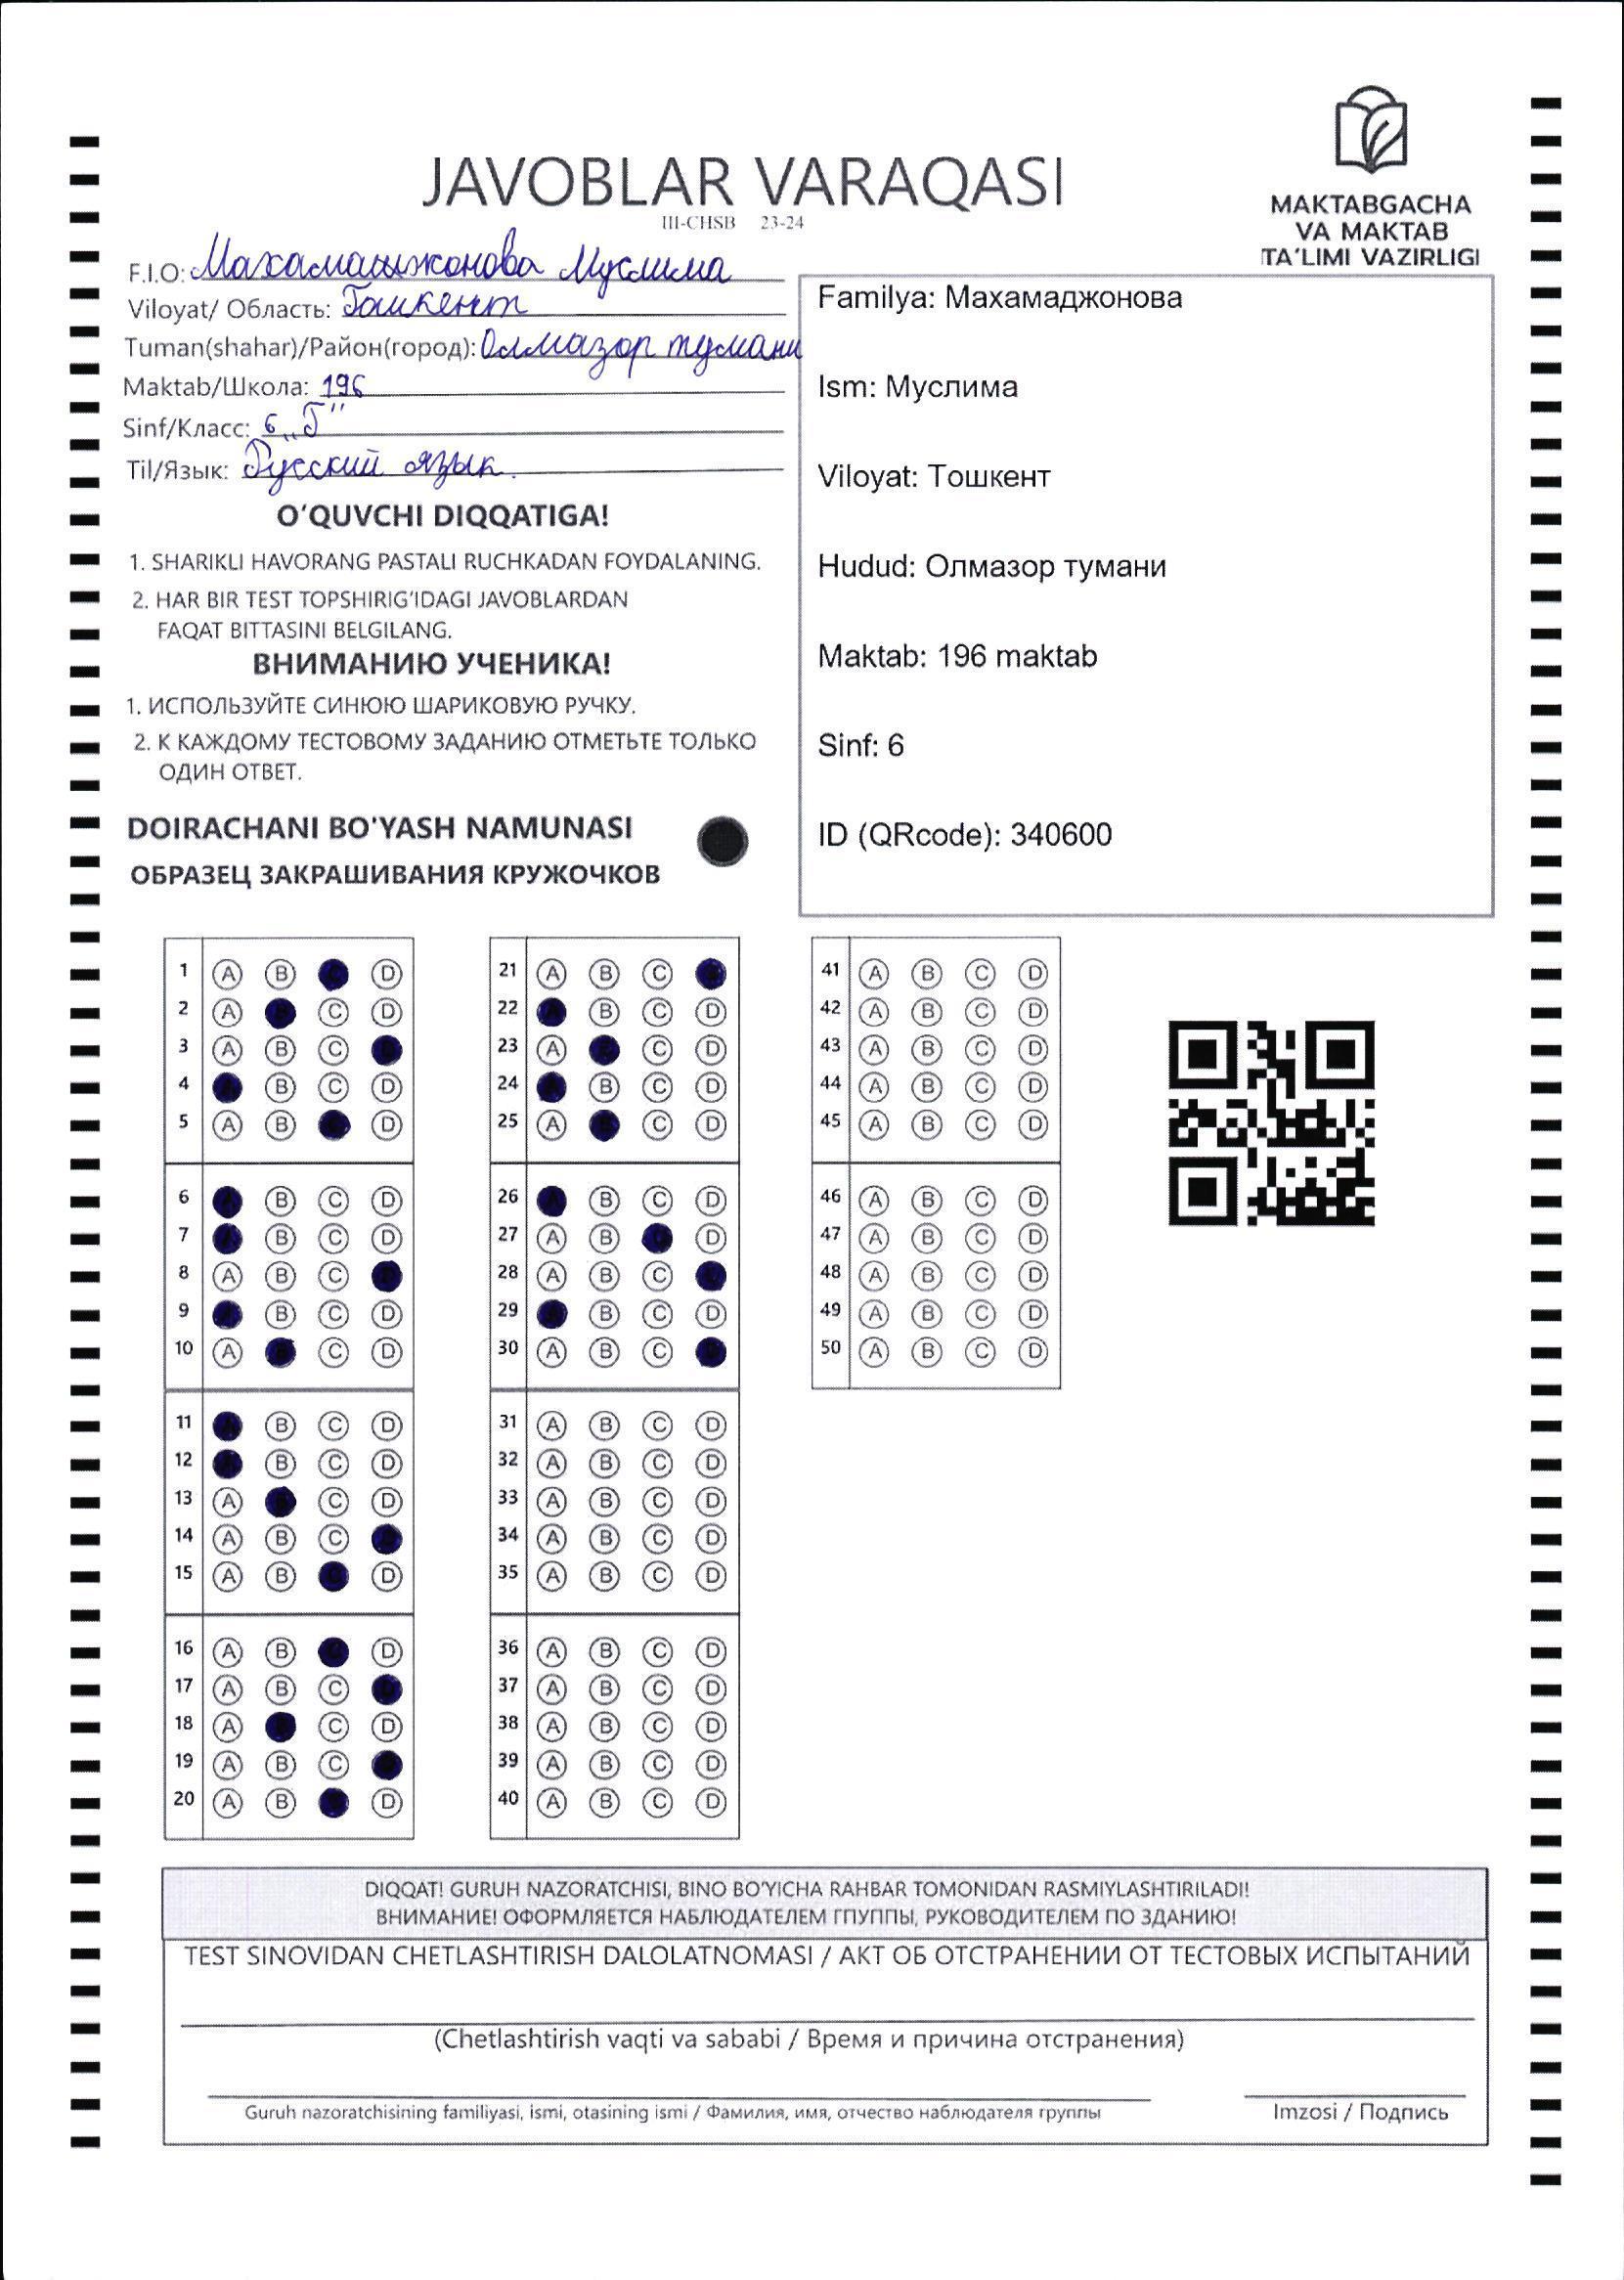 JAVOBLAR VARAQASI
III-CHSB 23-24
MAKTABGACHA
VA MAKTAB
TA'LIMI VAZIRLIGI
F.I.O: Махамаджонова Муслима
Viloyat/ Область: Ташкент
Tuman(shahar)/Район(город): Олмазор тумани
Maktab/Школа: 196
Sinf/Класс: 6 „Г"
Til/Язык: Русский язык.
O'QUVCHI DIQQATIGA!
1. SHARIKLI HAVORANG PASTALI RUCHKADAN FOYDALANING.
2. HAR BIR TEST TOPSHIRIG'IDAGI JAVOBLARDAN
FAQAT BITTASINI BELGILANG.
ВНИМАНИЮ УЧЕНИКА!
1. ИСПОЛЬЗУЙТЕ СИНЮЮ ШАРИКОВУЮ РУЧКУ.
2. К КАЖДОМУ ТЕСТОВОМУ ЗАДАНИЮ ОТМЕТЬТЕ ТОЛЬКО
ОДИН ОТВЕТ.
DOIRACHANI BO'YASH NAMUNASI
ОБРАЗЕЦ ЗАКРАШИВАНИЯ КРУЖОЧКОВ
Familya: Махамаджонова
Ism: Муслима
Viloyat: Тошкент
Hudud: Олмазор тумани
Maktab: 196 maktab
Sinf: 6
ID (QRcode): 340600
1 A B D
2 A C D
3 A B C
4 B C D
5 A B D
6 B C D
7 B C D
8 A B C
9 B C D
10 A C D
11 B C D
12 B C D
13 A C D
14 A B C
15 A B D
16 A B D
17 A B C
18 A C D
19 A B C
20 A B D
21 A B C
22 B C D
23 A C D
24 B C D
25 A C D
26 B C D
27 A B D
28 A B C
29 B C D
30 A B C
31 A B C D
32 A B C D
33 A B C D
34 A B C D
35 A B C D
36 A B C D
37 A B C D
38 A B C D
39 A B C D
40 A B C D
41 A B C D
42 A B C D
43 A B C D
44 A B C D
45 A B C D
46 A B C D
47 A B C D
48 A B C D
49 A B C D
50 A B C D
DIQQAT! GURUH NAZORATCHISI, BINO BO'YICHA RAHBAR TOMONIDAN RASMIYLASHTIRILADI!
ВНИМАНИЕ! ОФОРМЛЯЕТСЯ НАБЛЮДАТЕЛЕМ ГПУППЫ, РУКОВОДИТЕЛЕМ ПО ЗДАНИЮ!
TEST SINOVIDAN CHETLASHTIRISH DALOLATNOMASI / АКТ ОБ ОТСТРАНЕНИИ ОТ ТЕСТОВЫХ ИСПЫТАНИЙ
(Chetlashtirish vaqti va sababi / Время и причина отстранения)
Guruh nazoratchisining familiyasi, ismi, otasining ismi / Фамилия, имя, отчество наблюдателя группы
Imzosi / Подпись